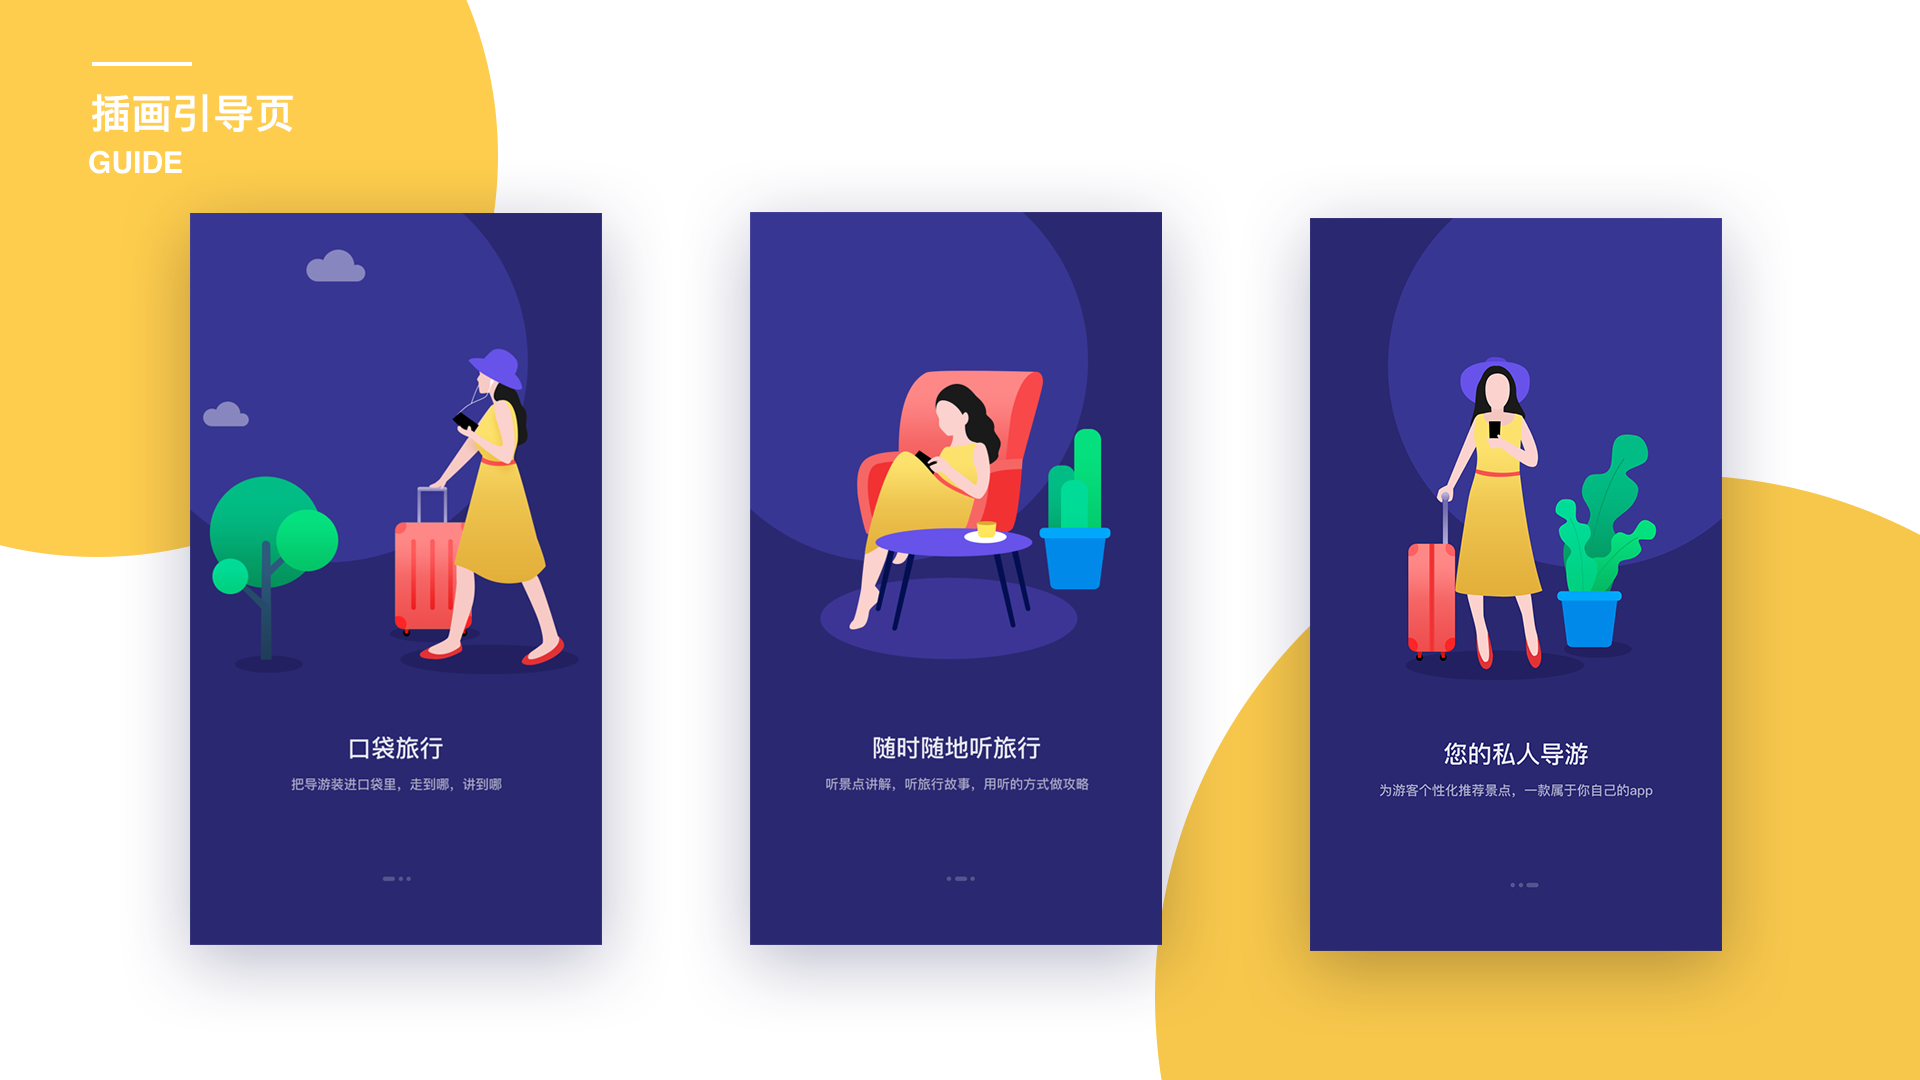 插画引导页
GUIDE
口袋旅行
把导游装进口袋里，走到哪，讲到哪
随时随地听旅行
听景点讲解，听旅行故事，用听的方式做攻略
您的私人导游
为游客个性化推荐景点，一款属于你自己的app